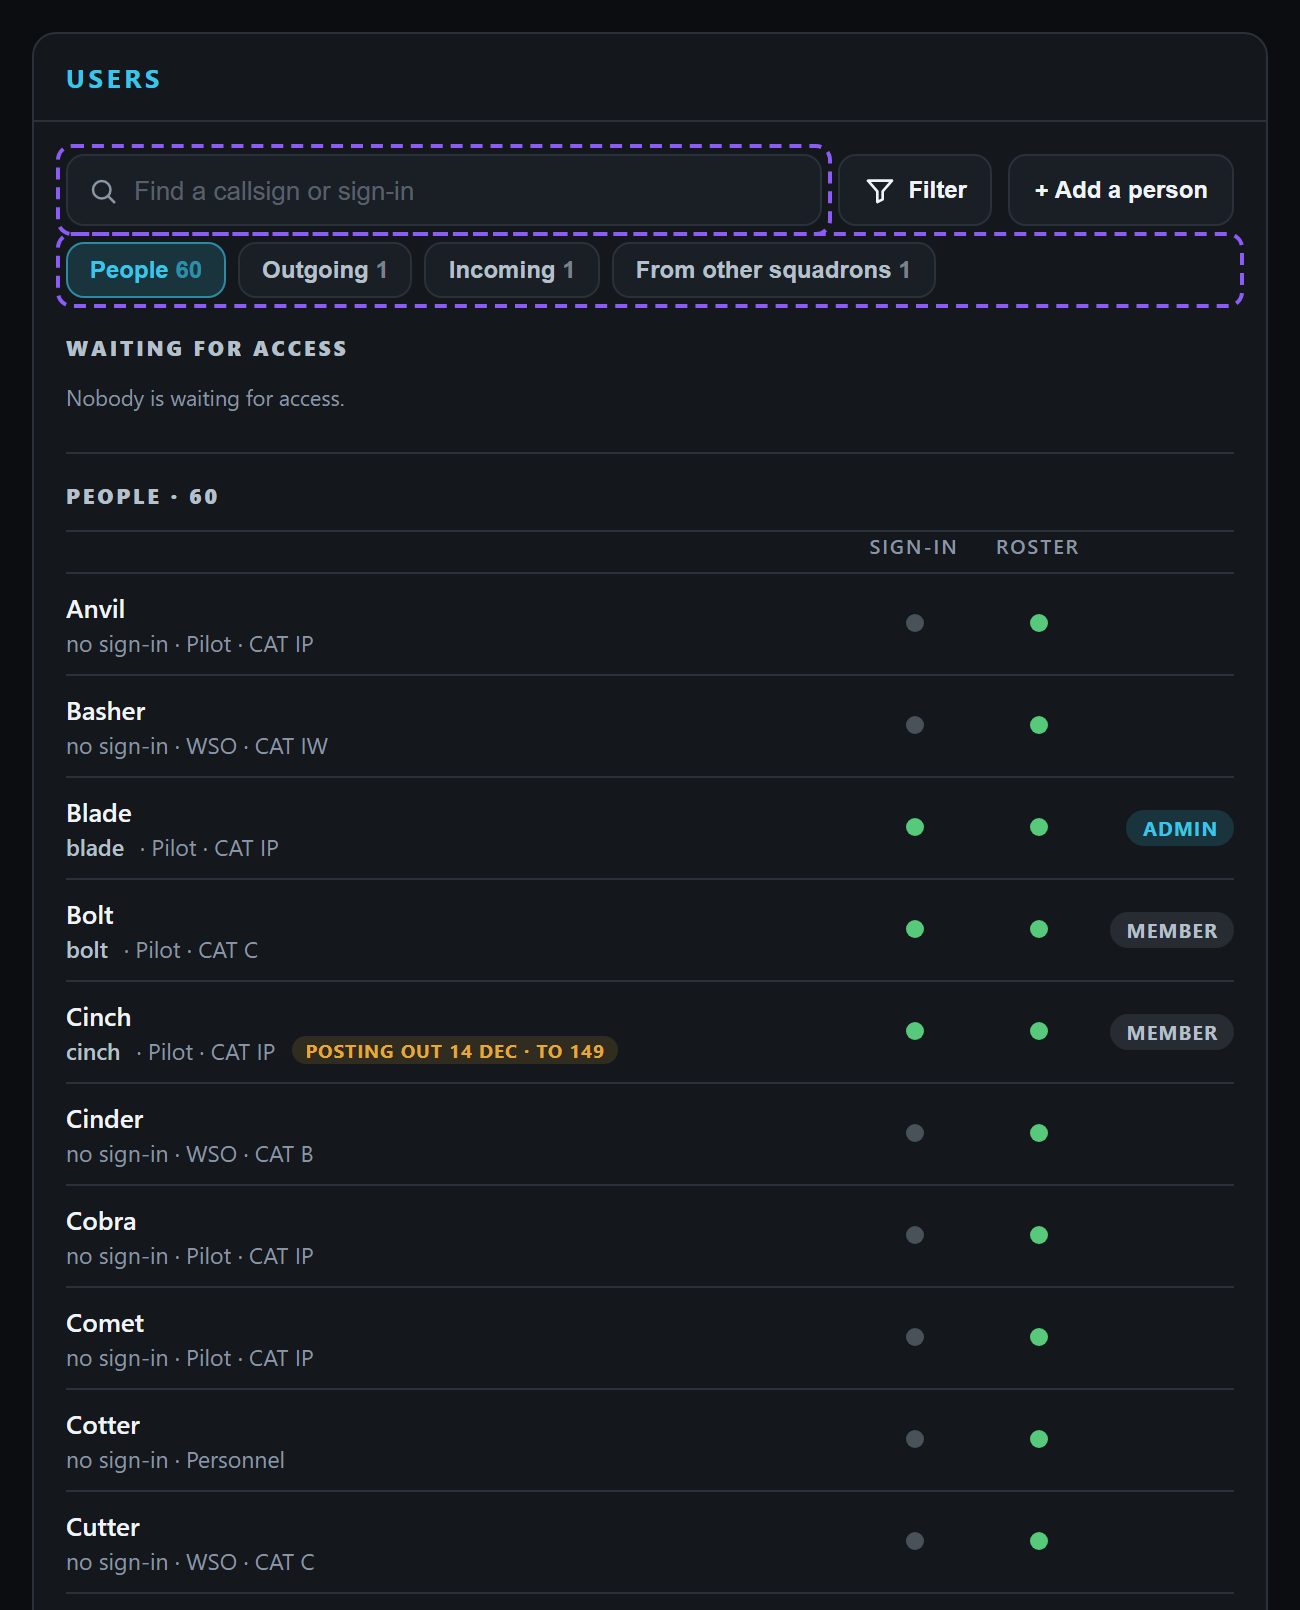 USERS
Find a callsign or sign-in
Filter
+ Add a person
People 60
Outgoing 1
Incoming 1
From other squadrons 1
WAITING FOR ACCESS
Nobody is waiting for access.
PEOPLE · 60
SIGN-IN ROSTER
Anvil
no sign-in · Pilot · CAT IP
Basher
no sign-in · WSO · CAT IW
Blade
blade · Pilot · CAT IP
ADMIN
Bolt
bolt · Pilot · CAT C
MEMBER
Cinch
cinch · Pilot · CAT IP POSTING OUT 14 DEC · TO 149
MEMBER
Cinder
no sign-in · WSO · CAT B
Cobra
no sign-in · Pilot · CAT IP
Comet
no sign-in · Pilot · CAT IP
Cotter
no sign-in · Personnel
Cutter
no sign-in · WSO · CAT C